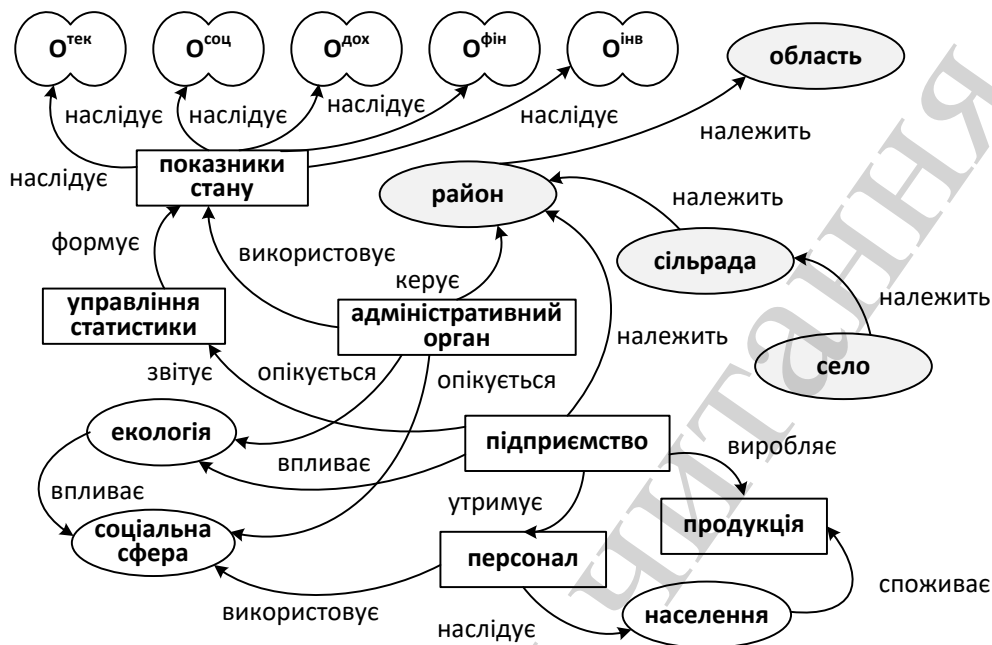 Oтек
Oсоц
Oдох
Oфін
Oінв
область
наслідує
наслідує
наслідує
наслідує
належить
наслідує
показники
стану
район
належить
формує
використовує
сільрада
керує
належить
управління
статистики
адміністративний
орган
належить
звітує
опікується
опікується
село
екологія
підприємство
виробляє
впливає
впливає
утримує
продукція
соціальна
сфера
персонал
споживає
використовує
наслідує
населення
читання